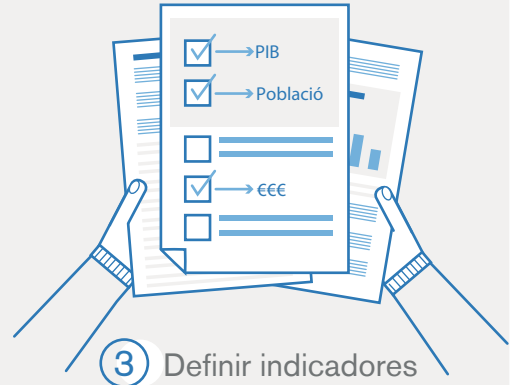 PIB
Població
€€€
3 Definir indicadores